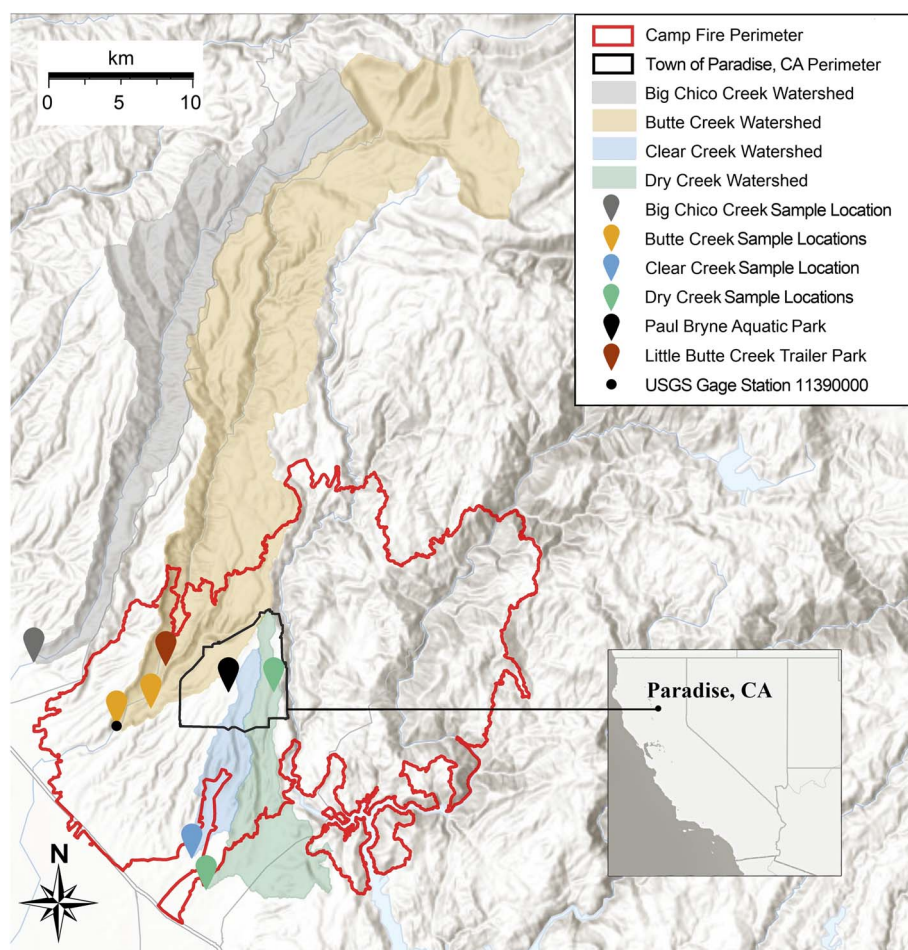 km
0 5 10
Camp Fire Perimeter
Town of Paradise, CA Perimeter
Big Chico Creek Watershed
Butte Creek Watershed
Clear Creek Watershed
Dry Creek Watershed
Big Chico Creek Sample Location
Butte Creek Sample Locations
Clear Creek Sample Location
Dry Creek Sample Locations
Paul Bryne Aquatic Park
Little Butte Creek Trailer Park
USGS Gage Station 11390000
Paradise, CA
N